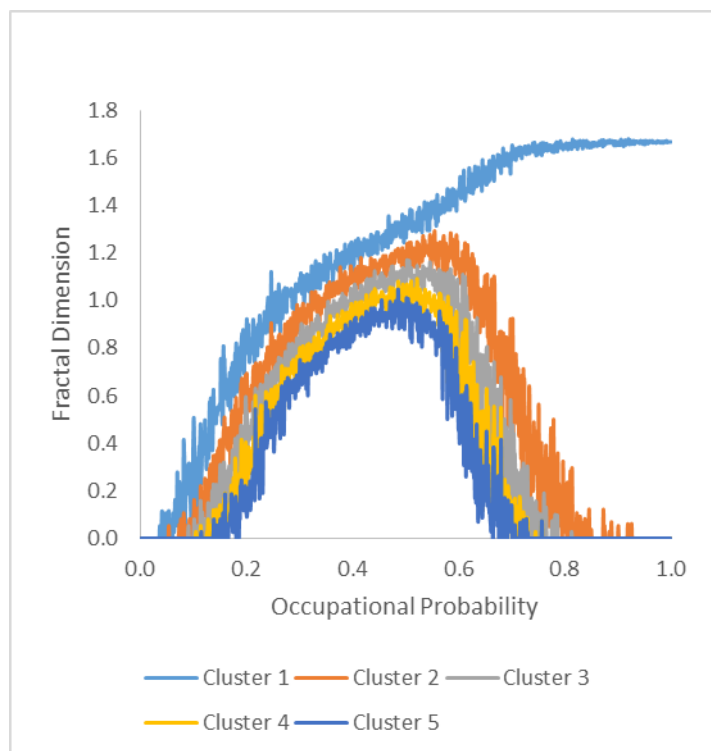 1.8
1.6
1.4
1.2
1.0
0.8
0.6
0.4
0.2
0.0
Fractal Dimension
0.0 0.2 0.4 0.6 0.8 1.0
Occupational Probability
Cluster 1 Cluster 2 Cluster 3
Cluster 4 Cluster 5